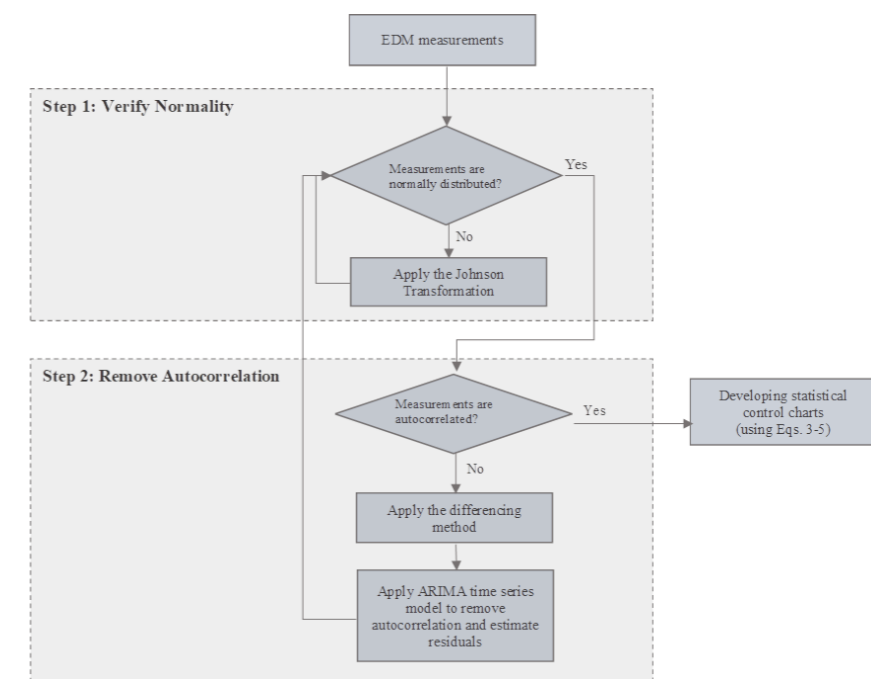 EDM measurements
Step 1: Verify Normality
Measurements are
normally distributed?
Yes
No
Apply the Johnson
Transformation
Step 2: Remove Autocorrelation
Measurements are
autocorrelated?
Yes
Developing statistical
control charts
(using Eqs. 3-5)
No
Apply the differencing
method
Apply ARIMA time series
model to remove
autocorrelation and estimate
residuals